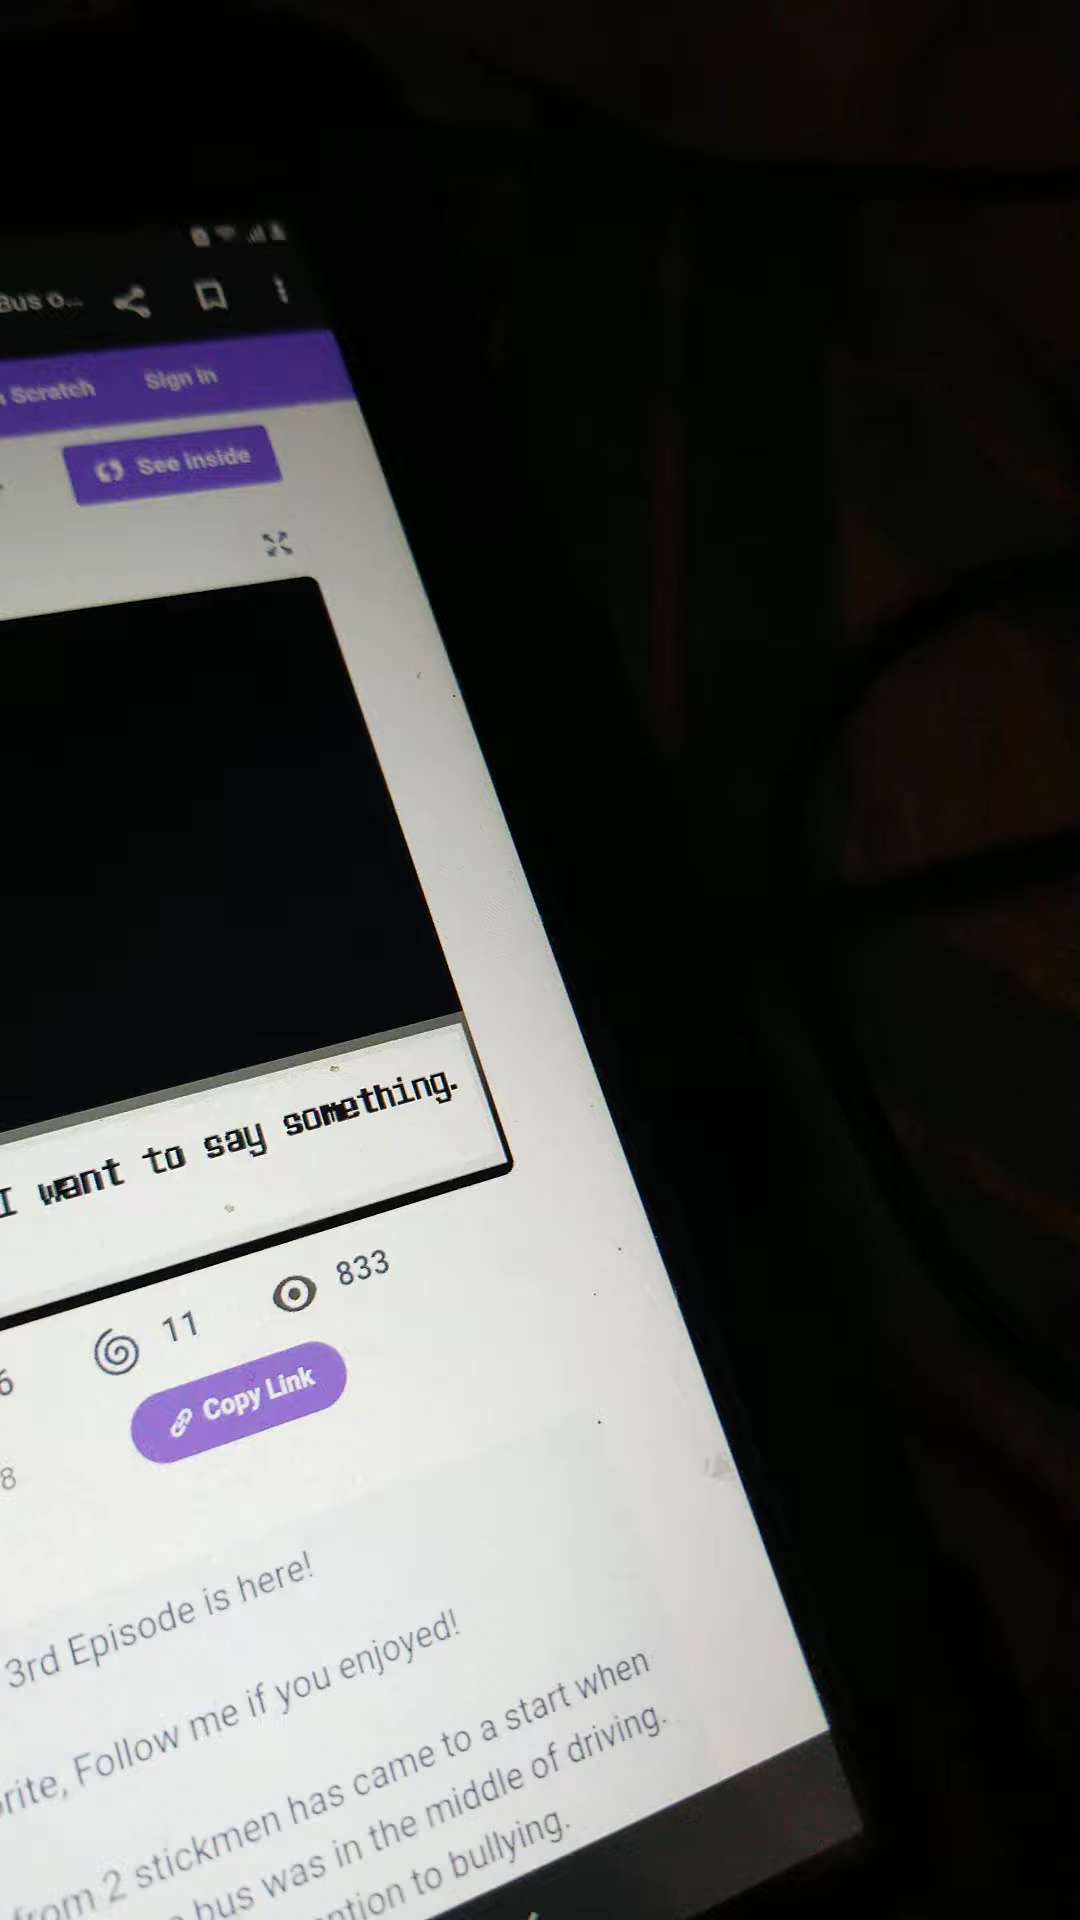 Bus o...
Scratch Sign in
See inside
I want to say something.
6 11 833
Copy Link
8
3rd Episode is here!
Follow me if you enjoyed!
from 2 stickmen has came to a start when
bus was in the middle of driving.
to bullying.